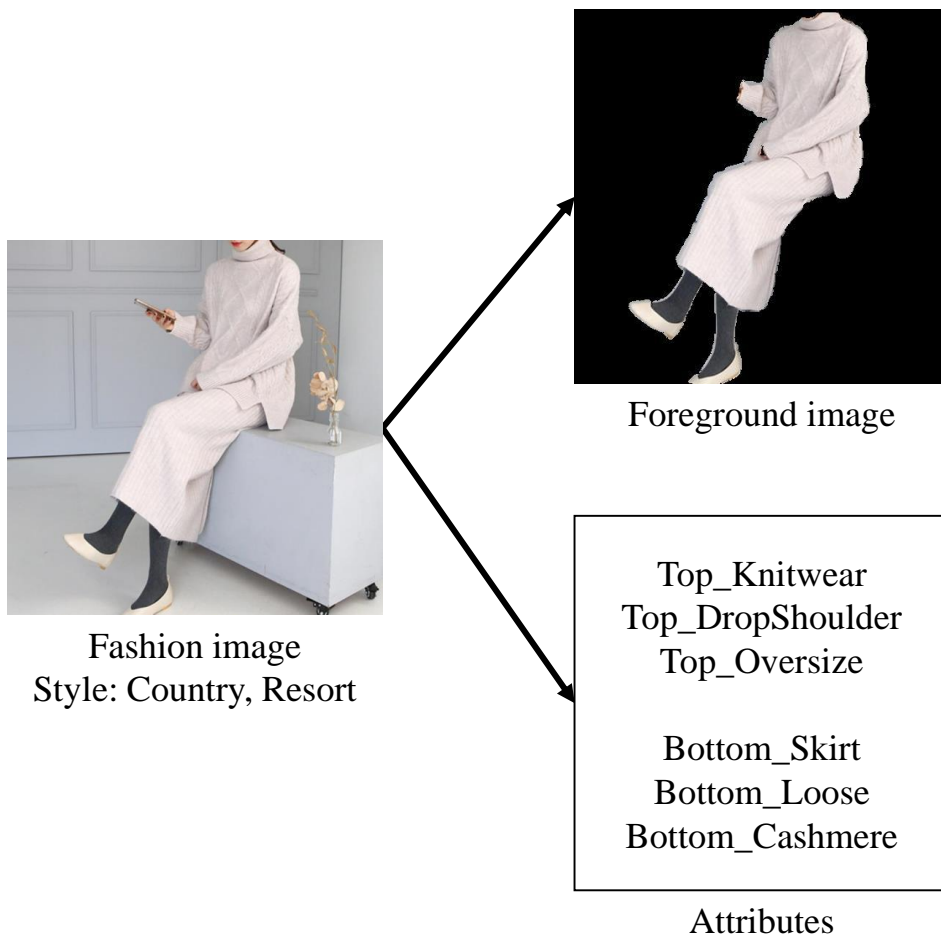 Foreground image
Fashion image
Style: Country, Resort
Top_Knitwear
Top_DropShoulder
Top_Oversize
Bottom_Skirt
Bottom_Loose
Bottom_Cashmere
Attributes